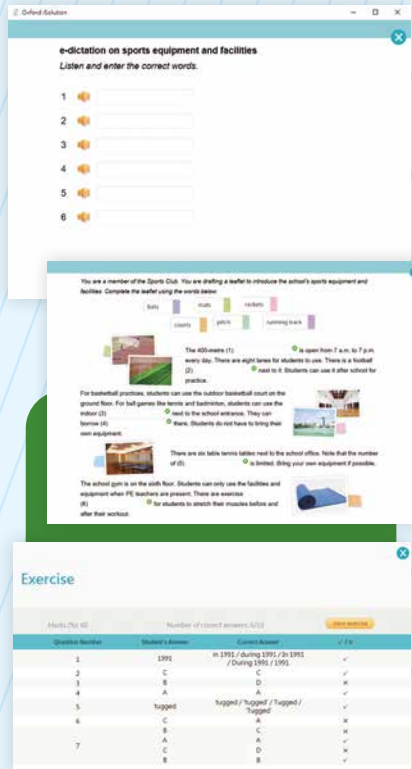 Oxford iSolution
e-dictation on sports equipment and facilities
Listen and enter the correct words.
1
2
3
4
5
6
You are a member of the Sports Club. You are drafting a leaflet to introduce the school's sports equipment and
facilities. Complete the leaflet using the words below.
bats mats rackets
courts pitch running track
The 400-metre (1) is open from 7 a.m. to 7 p.m.
every day. There are eight lanes for students to use. There is a football
(2) next to it. Students can use it after school for
practice.
For basketball practices, students can use the outdoor basketball court on the
ground floor. For ball games like tennis and badminton, students can use the
indoor (3) next to the school entrance. They can
borrow (4) there. Students do not have to bring their
own equipment.
There are six table tennis tables next to the school office. Note that the number
of (5) is limited. Bring your own equipment if possible.
The school gym is on the sixth floor. Students can only use the facilities and
equipment when PE teachers are present. There are exercise
(6) for students to stretch their muscles before and
after their workout.
Exercise
Number of correct answers:
Question Number Student's Answer Correct Answer ✓ / ×
1 1991 in 1991 / during 1991 / In 1991
/ During 1991 / 1991 ✓
2 C C ✓
3 B D ×
4 A A ✓
5 tugged tugged / 'tugged' / Tugged /
'Tugged' ✓
6 C A ×
7
B C ×
A A ✓
C D ×
B B ✓